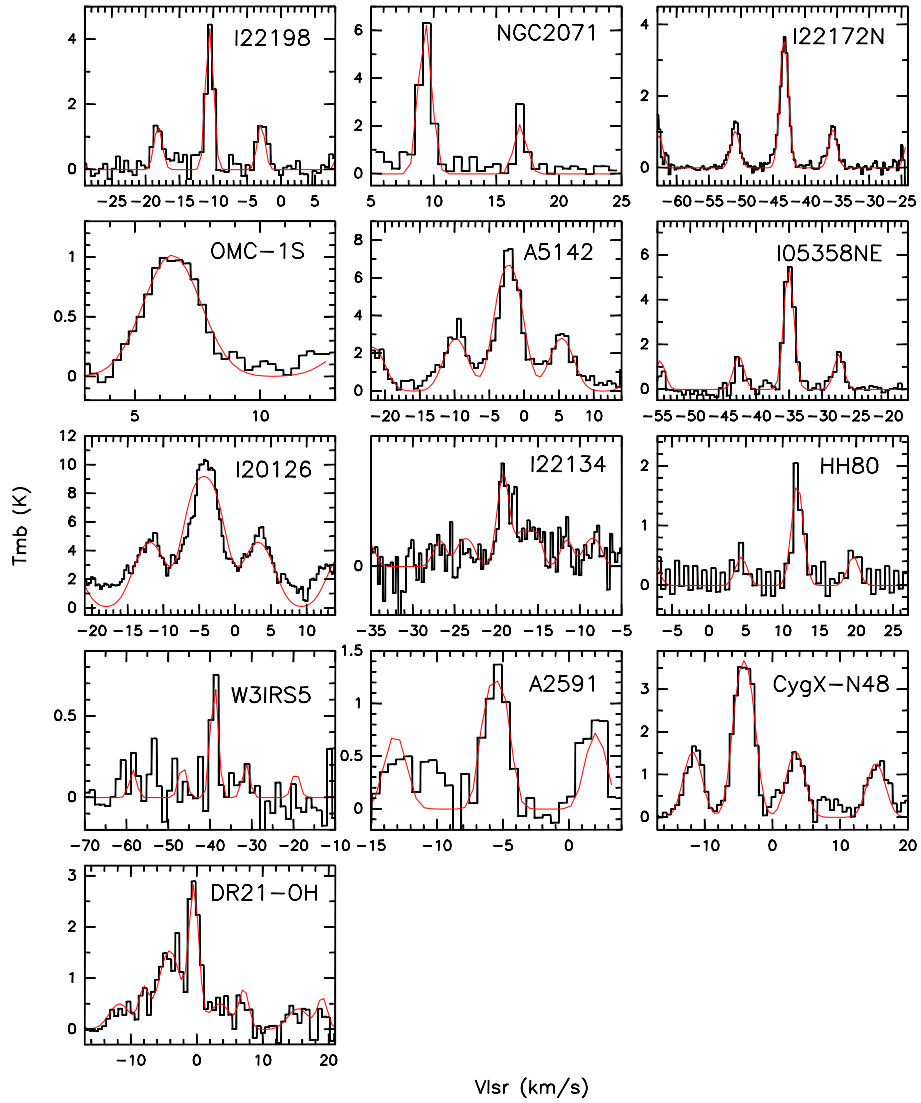 I22198
NGC2071
I22172N
4
2
0
6
4
2
0
4
2
0
−25 −20 −15 −10 −5 0 5
5 10 15 20 25
−60 −55 −50 −45 −40 −35 −30 −25
OMC−1S
A5142
I05358NE
1
0.5
0
8
6
4
2
0
6
4
2
0
5 10
−20 −15 −10 −5 0 5 10
−55 −50 −45 −40 −35 −30 −25 −20
I20126
I22134
HH80
12
10
8
6
4
2
0
0
2
1
0
−20 −15 −10 −5 0 5 10
−35 −30 −25 −20 −15 −10 −5
−5 0 5 10 15 20 25
Tmb (K)
W3IRS5
A2591
CygX−N48
0.5
0
1.5
1
0.5
0
3
2
1
0
−70 −60 −50 −40 −30 −20 −10
−15 −10 −5 0
−10 0 10 20
DR21−OH
3
2
1
0
−10 0 10 20
Vlsr (km/s)